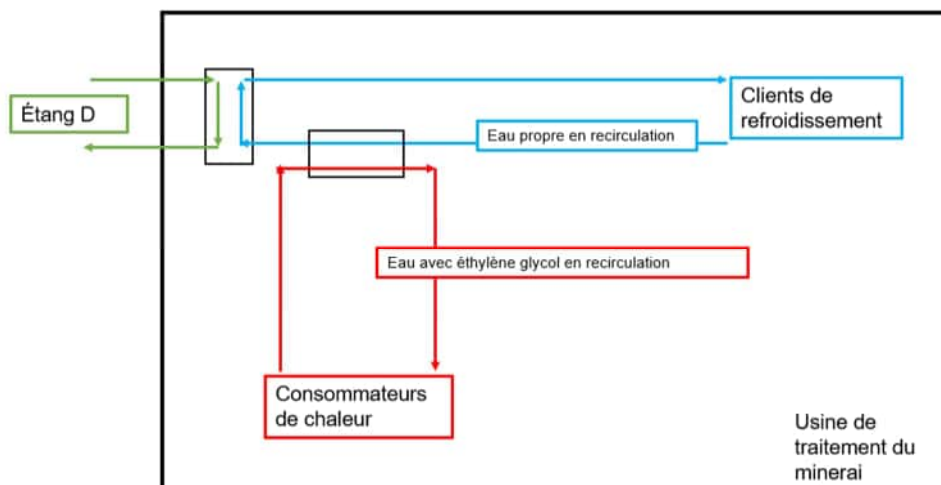 Étang D
Clients de
refroidissement
Eau propre en recirculation
Eau avec éthylène glycol en recirculation
Consommateurs
de chaleur
Usine de
traitement du
minerai